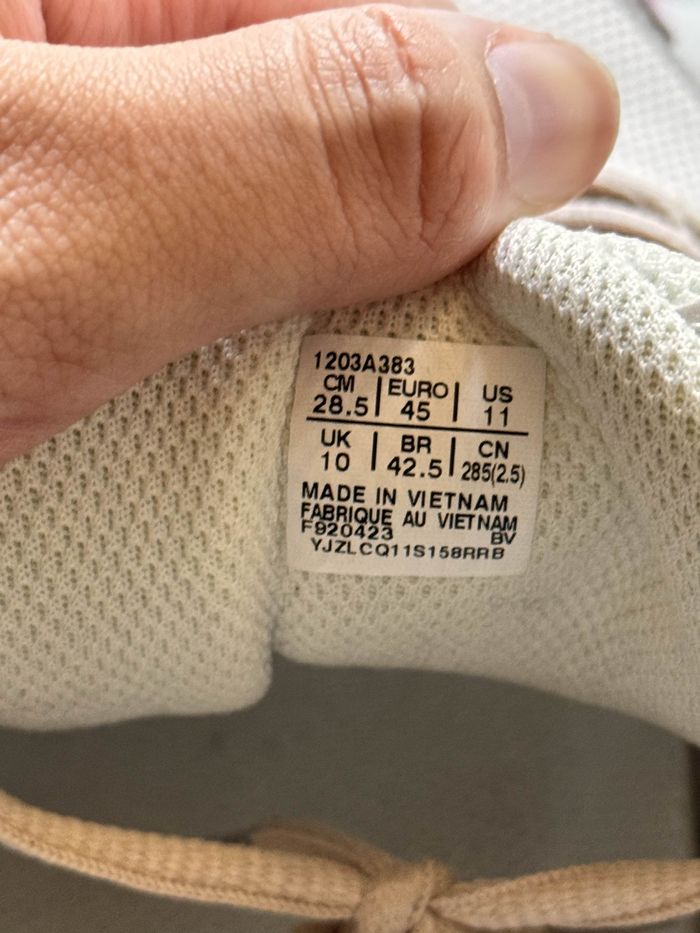 1203A383
CM | EURO | US
28.5 | 45 | 11
UK | BR | CN
10 | 42.5 | 285(2.5)
MADE IN VIETNAM
FABRIQUE AU VIETNAM
F920423 BV
YJZLCQ11S158RRB